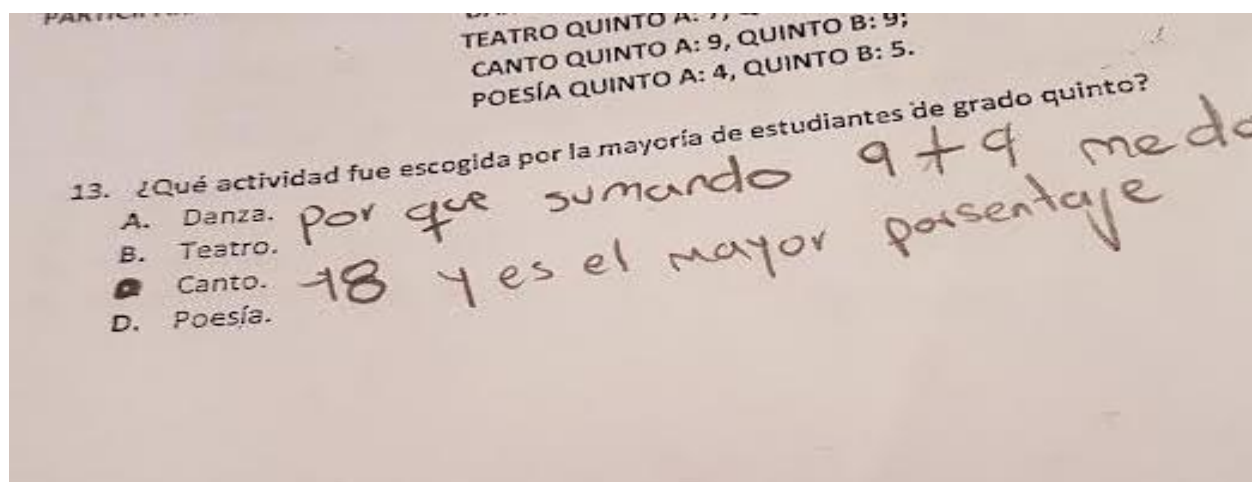 TEATRO QUINTO A: 7,
CANTO QUINTO A: 9, QUINTO B: 9;
POESÍA QUINTO A: 4, QUINTO B: 5.
13. ¿Qué actividad fue escogida por la mayoría de estudiantes de grado quinto?
A. Danza.
B. Teatro.
Canto.
D. Poesía.
por que sumando 9+9 me da
18 y es el mayor porsentaje